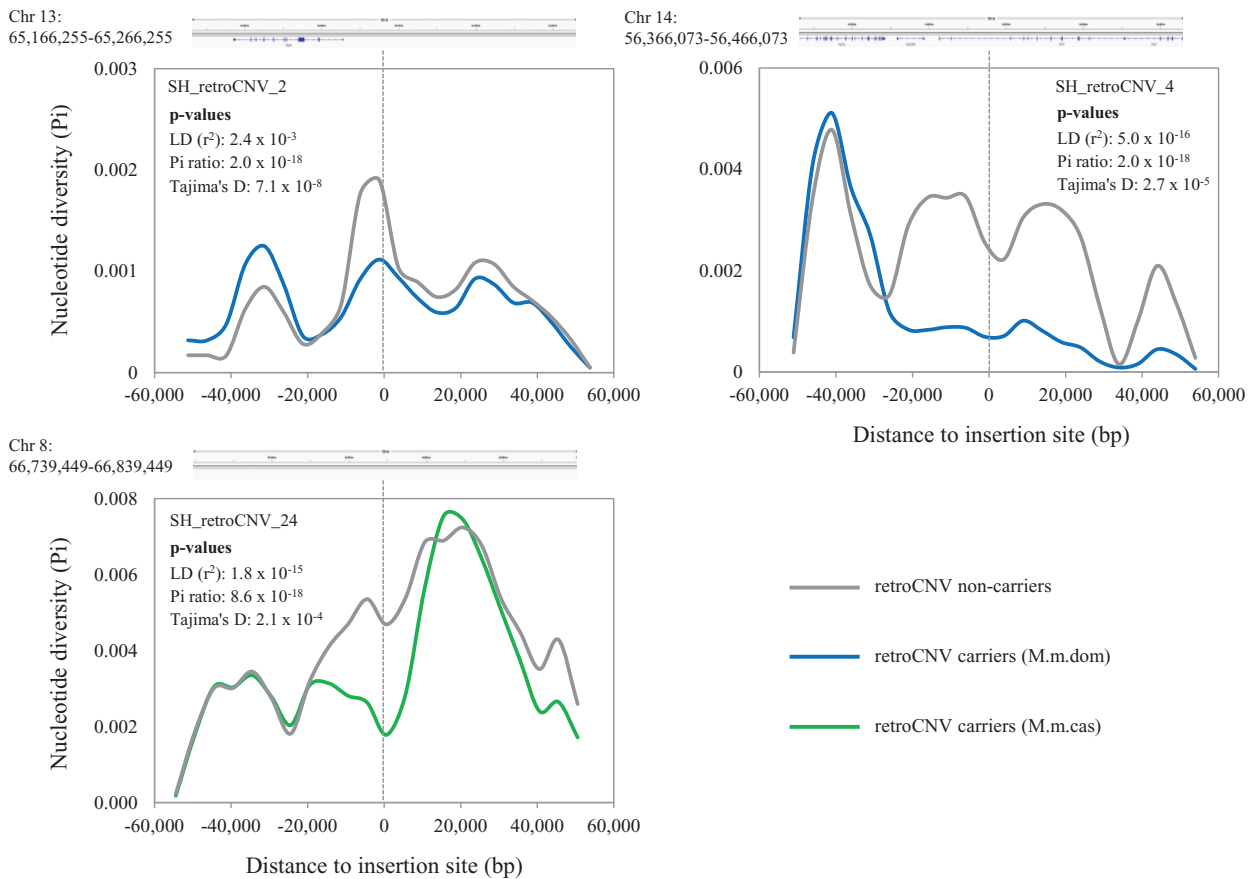 Chr 13:
65,166,255-65,266,255
Chr 14:
56,366,073-56,466,073
Nucleotide diversity (Pi)
0.003
0.002
0.001
0
SH_retroCNV_2
p-values
LD (r²): 2.4 x 10⁻³
Pi ratio: 2.0 x 10⁻¹⁸
Tajima's D: 7.1 x 10⁻⁸
-60,000 -40,000 -20,000 0 20,000 40,000 60,000
0.006
0.004
0.002
0
SH_retroCNV_4
p-values
LD (r²): 5.0 x 10⁻¹⁶
Pi ratio: 2.0 x 10⁻¹⁸
Tajima's D: 2.7 x 10⁻⁵
-60,000 -40,000 -20,000 0 20,000 40,000 60,000
Distance to insertion site (bp)
Chr 8:
66,739,449-66,839,449
Nucleotide diversity (Pi)
0.008
0.006
0.004
0.002
0.000
SH_retroCNV_24
p-values
LD (r²): 1.8 x 10⁻¹⁵
Pi ratio: 8.6 x 10⁻¹⁸
Tajima's D: 2.1 x 10⁻⁴
-60,000 -40,000 -20,000 0 20,000 40,000 60,000
Distance to insertion site (bp)
retroCNV non-carriers
retroCNV carriers (M.m.dom)
retroCNV carriers (M.m.cas)